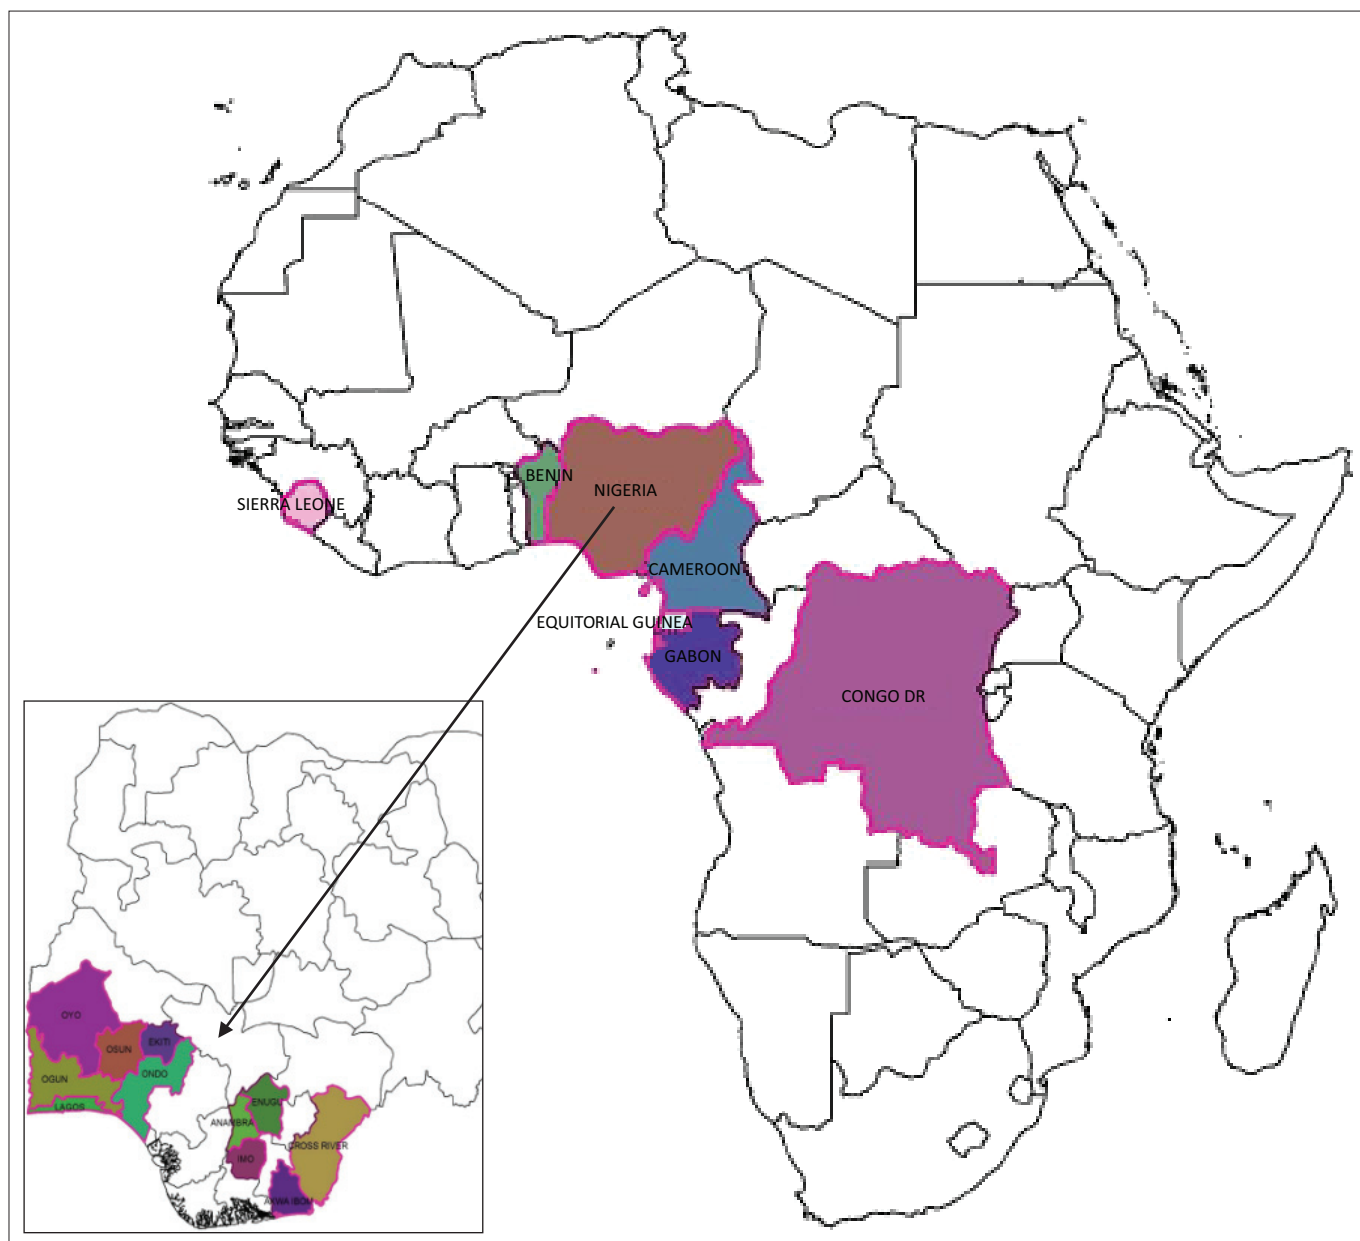 BENIN
NIGERIA
SIERRA LEONE
CAMEROON
EQUITORIAL GUINEA
GABON
CONGO DR
OYO
OSUN
EKITI
ONDO
OGUN
LAGOS
ENUGU
ANAMBRA
CROSS RIVER
IMO
AKWA IBOM